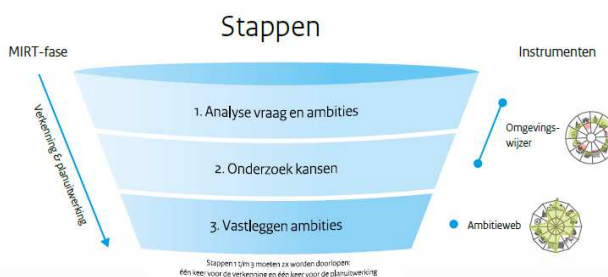 Stappen
MIRT-fase
Instrumenten
Verkenning & planuitwerking
1. Analyse vraag en ambities
2. Onderzoek kansen
3. Vastleggen ambities
Omgevings-
wijzer
Ambitieweb
Stappen 1 t/m 3 moeten 2x worden doorlopen:
één keer voor de verkenning en één keer voor de planuitwerking